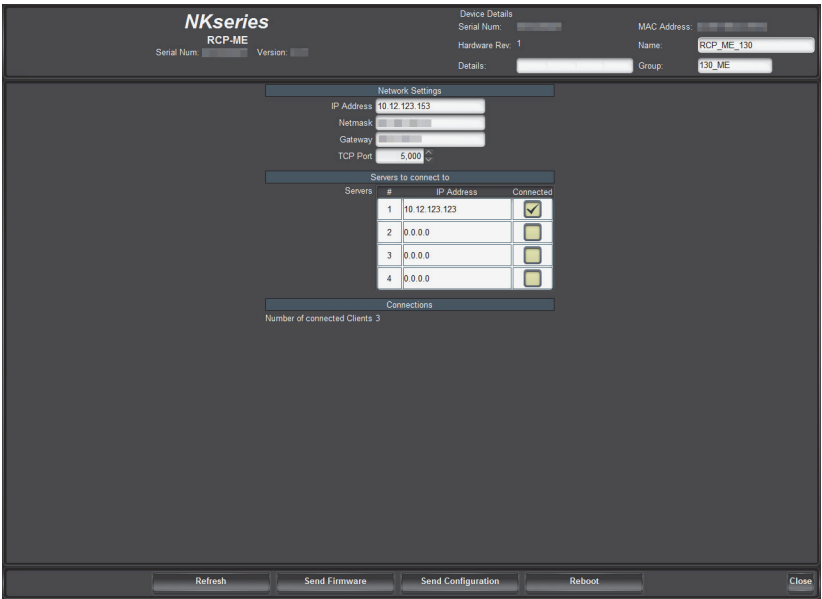 NKseries
RCP-ME
Serial Num: Version:
Device Details
Serial Num: MAC Address:
Hardware Rev: 1 Name: RCP_ME_130
Details: Group: 130_ME
Network Settings
IP Address 10.12.123.153
Netmask
Gateway
TCP Port 5,000
Servers to connect to
Servers # IP Address Connected
1 10.12.123.123
2 0.0.0.0
3 0.0.0.0
4 0.0.0.0
Connections
Number of connected Clients 3
Refresh Send Firmware Send Configuration Reboot Close